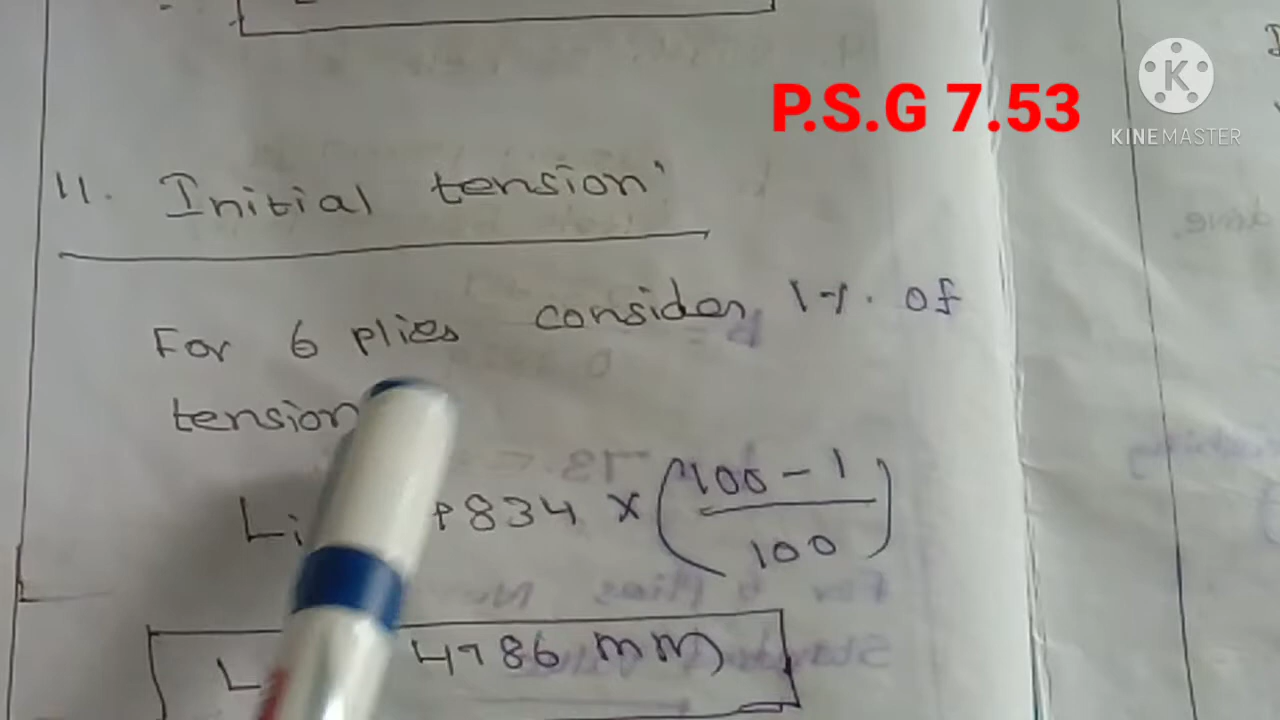 P.S.G 7.53
KINEMASTER
11. Initial tension
For 6 plies consider 1%. of
tension
834 × (100 - 1 / 100)
4786 mm